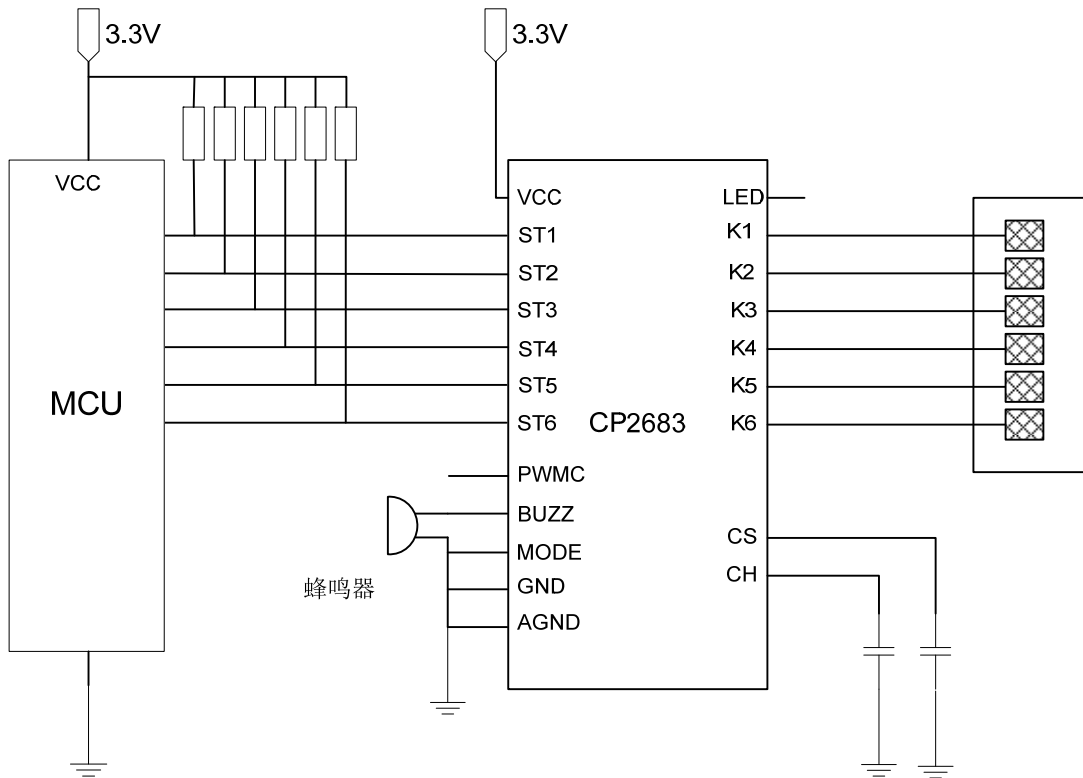 3.3V
3.3V
VCC
MCU
VCC
ST1
ST2
ST3
ST4
ST5
ST6
PWMC
BUZZ
MODE
GND
AGND
CP2683
LED
K1
K2
K3
K4
K5
K6
CS
CH
蜂鸣器